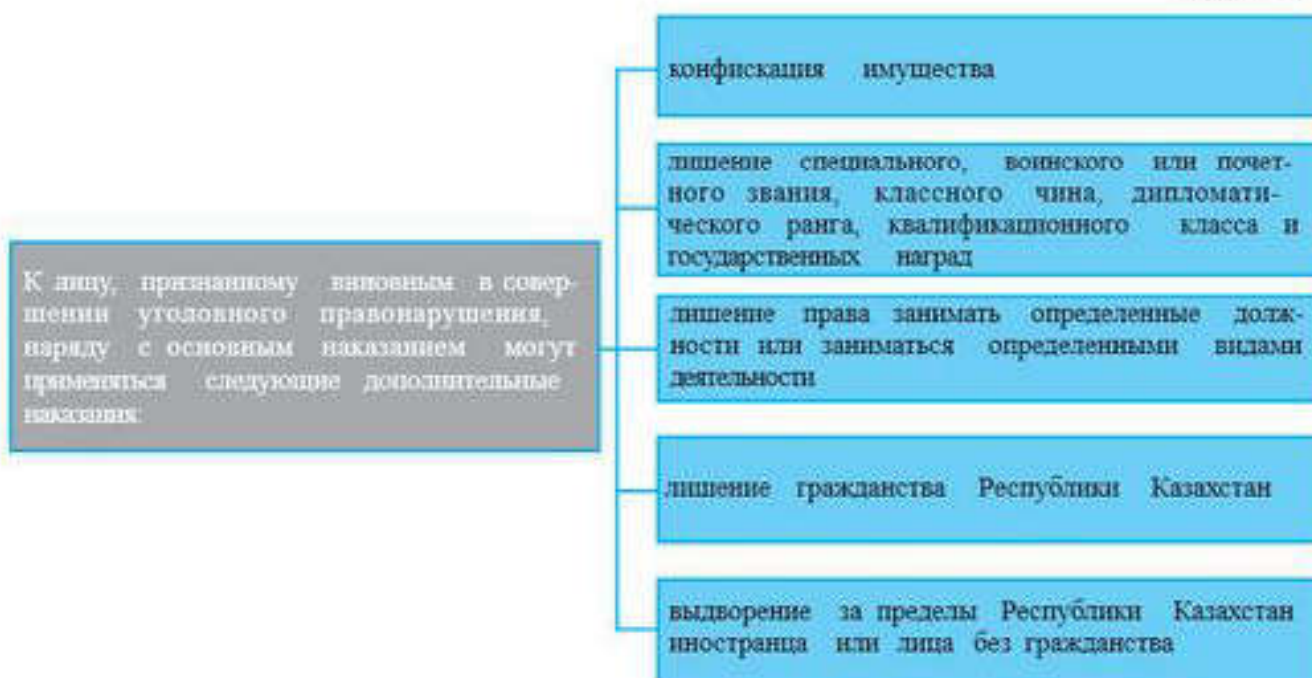 К лицу, признанному виновным в совер-
шении уголовного правонарушения,
наряду с основным наказанием могут
применяться следующие дополнительные
наказания:
конфискация имущества
лишение специального, воинского или почет-
ного звания, классного чина, дипломати-
ческого ранга, квалификационного класса и
государственных наград
лишение права занимать определенные долж-
ности или заниматься определенными видами
деятельности
лишение гражданства Республики Казахстан
выдворение за пределы Республики Казахстан
иностранца или лица без гражданства